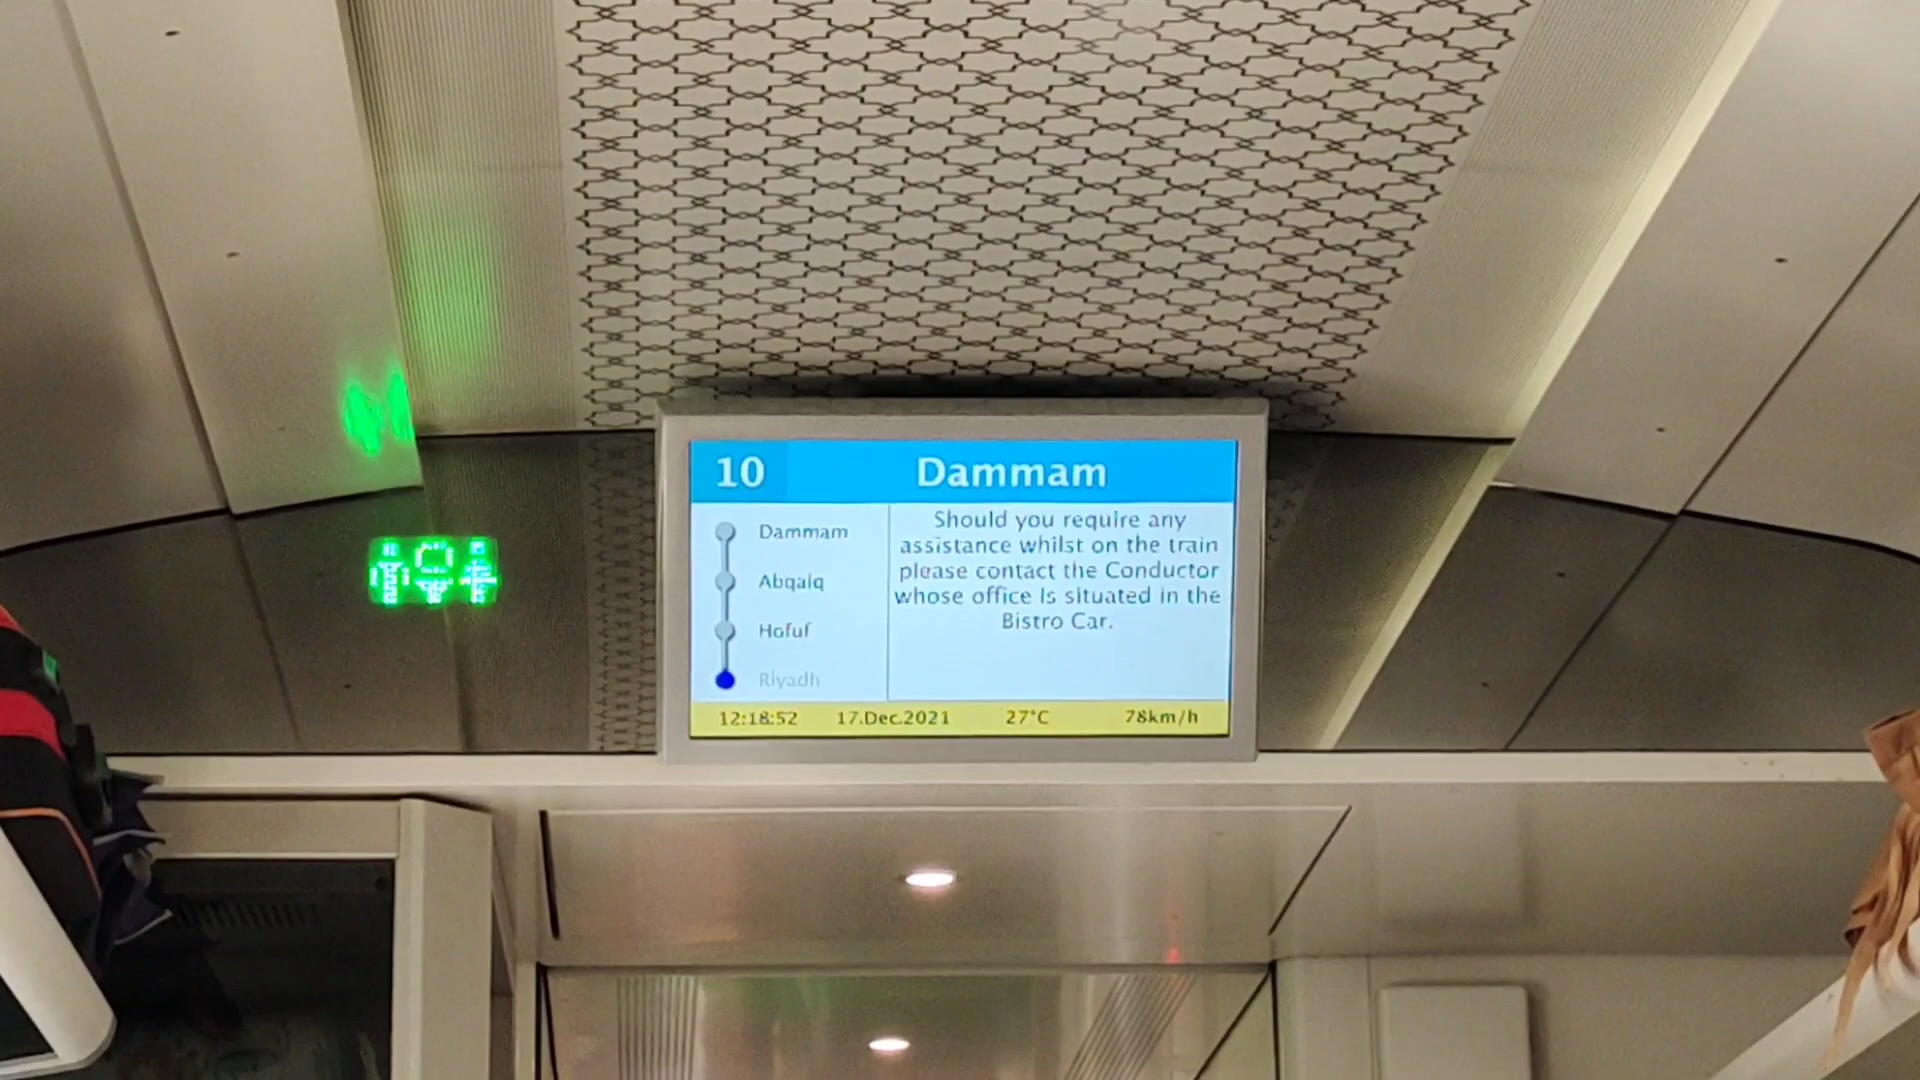 10 Dammam
Dammam
Abqaiq
Hofuf
Riyadh
Should you require any
assistance whilst on the train
please contact the Conductor
whose office is situated in the
Bistro Car.
12:18:52 17.Dec.2021 27°C 78km/h